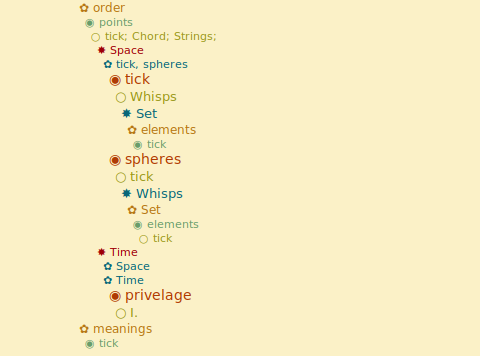 order
points
tick; Chord; Strings;
Space
tick, spheres
tick
Whisps
Set
elements
tick
spheres
tick
Whisps
Set
elements
tick
Time
Space
Time
privelage
I.
meanings
tick